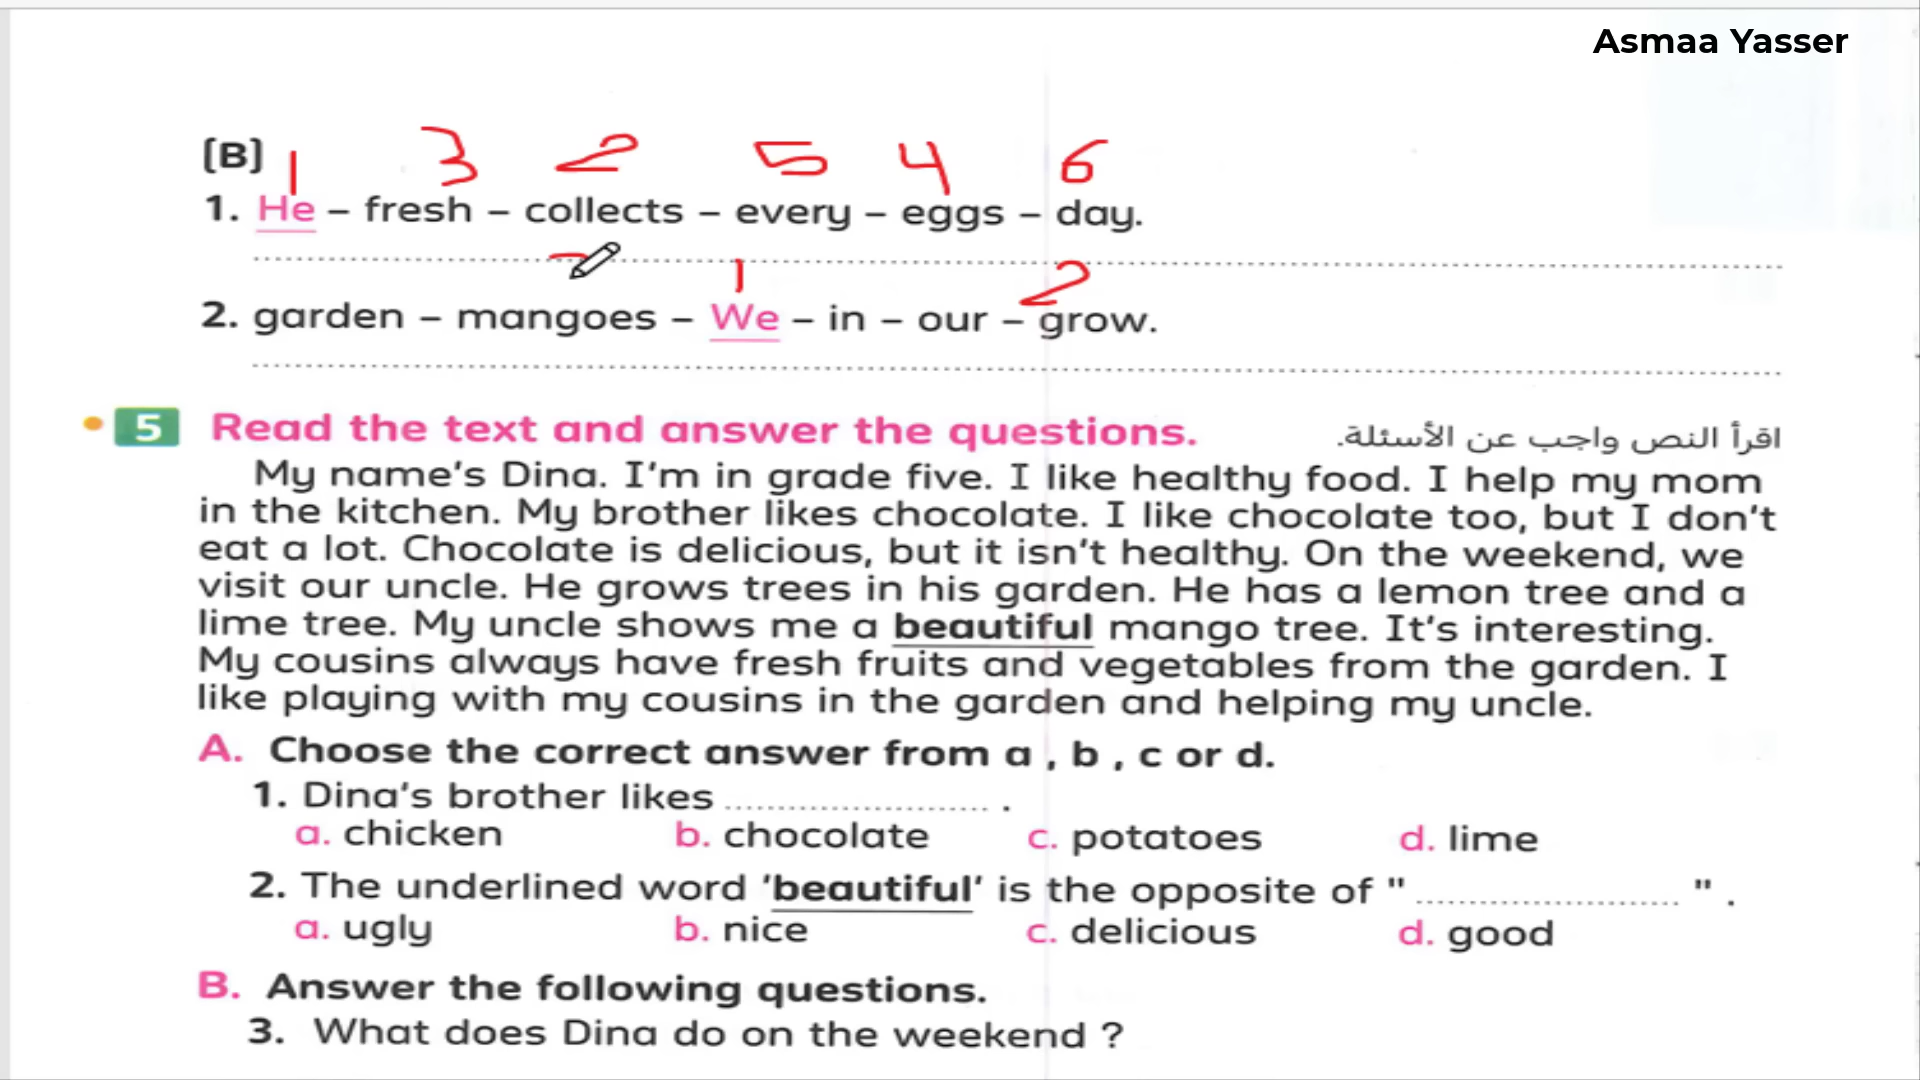 Asmaa Yasser
(B)
1 3 2 5 4 6
1. He – fresh – collects – every – eggs – day.
1 2
2. garden – mangoes – We – in – our – grow.
5 Read the text and answer the questions. اقرأ النص واجب عن الأسئلة.
My name's Dina. I'm in grade five. I like healthy food. I help my mom
in the kitchen. My brother likes chocolate. I like chocolate too, but I don't
eat a lot. Chocolate is delicious, but it isn't healthy. On the weekend, we
visit our uncle. He grows trees in his garden. He has a lemon tree and a
lime tree. My uncle shows me a beautiful mango tree. It's interesting.
My cousins always have fresh fruits and vegetables from the garden. I
like playing with my cousins in the garden and helping my uncle.
A. Choose the correct answer from a , b , c or d.
1. Dina's brother likes ........................ .
a. chicken b. chocolate c. potatoes d. lime
2. The underlined word 'beautiful' is the opposite of " ........................ " .
a. ugly b. nice c. delicious d. good
B. Answer the following questions.
3. What does Dina do on the weekend ?